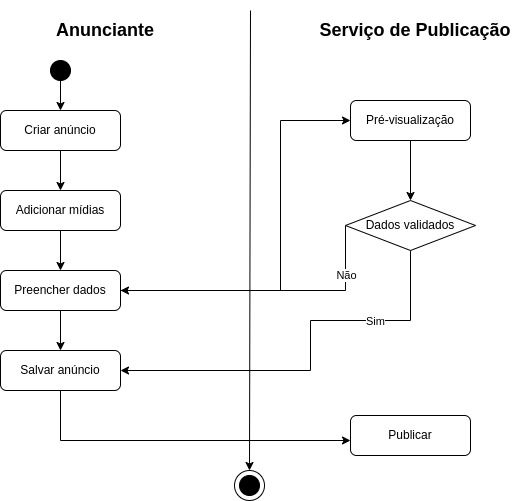 Anunciante
Serviço de Publicação
Criar anúncio
Pré-visualização
Adicionar mídias
Dados validados
Não
Preencher dados
Sim
Salvar anúncio
Publicar